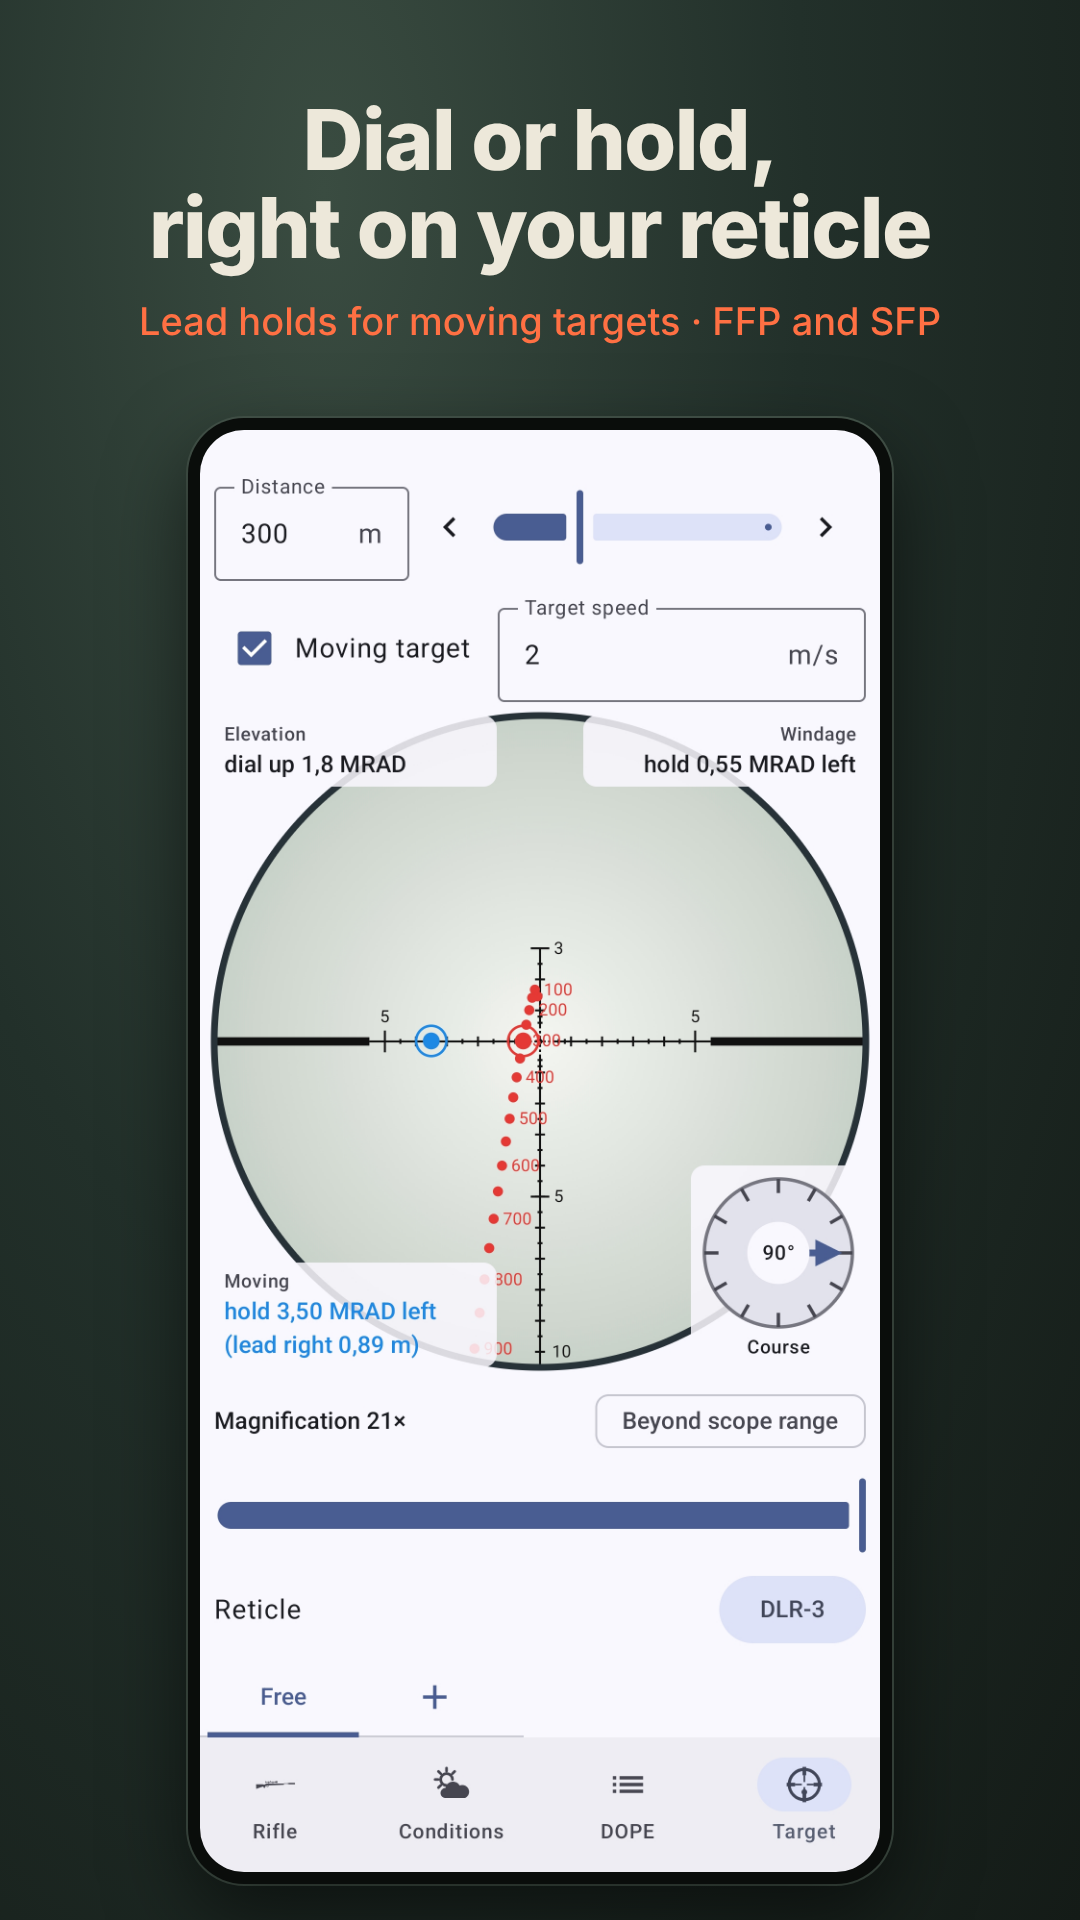 Dial or hold,
right on your reticle
Lead holds for moving targets · FFP and SFP
Distance
300 m
Moving target
Target speed
2 m/s
Elevation
dial up 1,8 MRAD
Windage
hold 0,55 MRAD left
3
100
200
5
5
300
400
500
600
5
700
800
900
10
Moving
hold 3,50 MRAD left
(lead right 0,89 m)
90°
Course
Magnification 21×
Beyond scope range
Reticle
DLR-3
Free
+
Rifle
Conditions
DOPE
Target